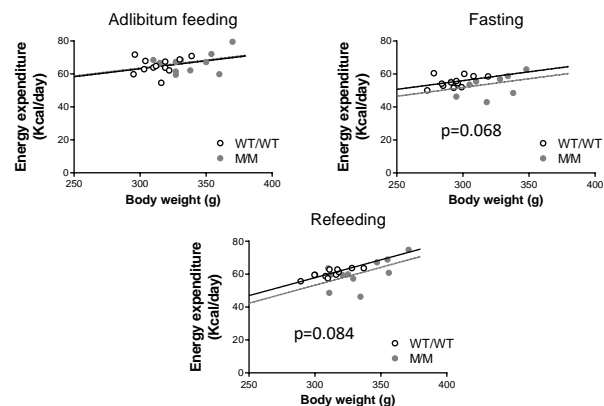 Adlibitum feeding
Energy expenditure
(Kcal/day)
80
60
40
20
0
250
300
350
400
Body weight (g)
WT/WT
M/M
Fasting
Energy expenditure
(Kcal/day)
80
60
40
20
0
250
300
350
400
Body weight (g)
p=0.068
WT/WT
M/M
Refeeding
Energy expenditure
(Kcal/day)
80
60
40
20
0
250
300
350
400
Body weight (g)
p=0.084
WT/WT
M/M